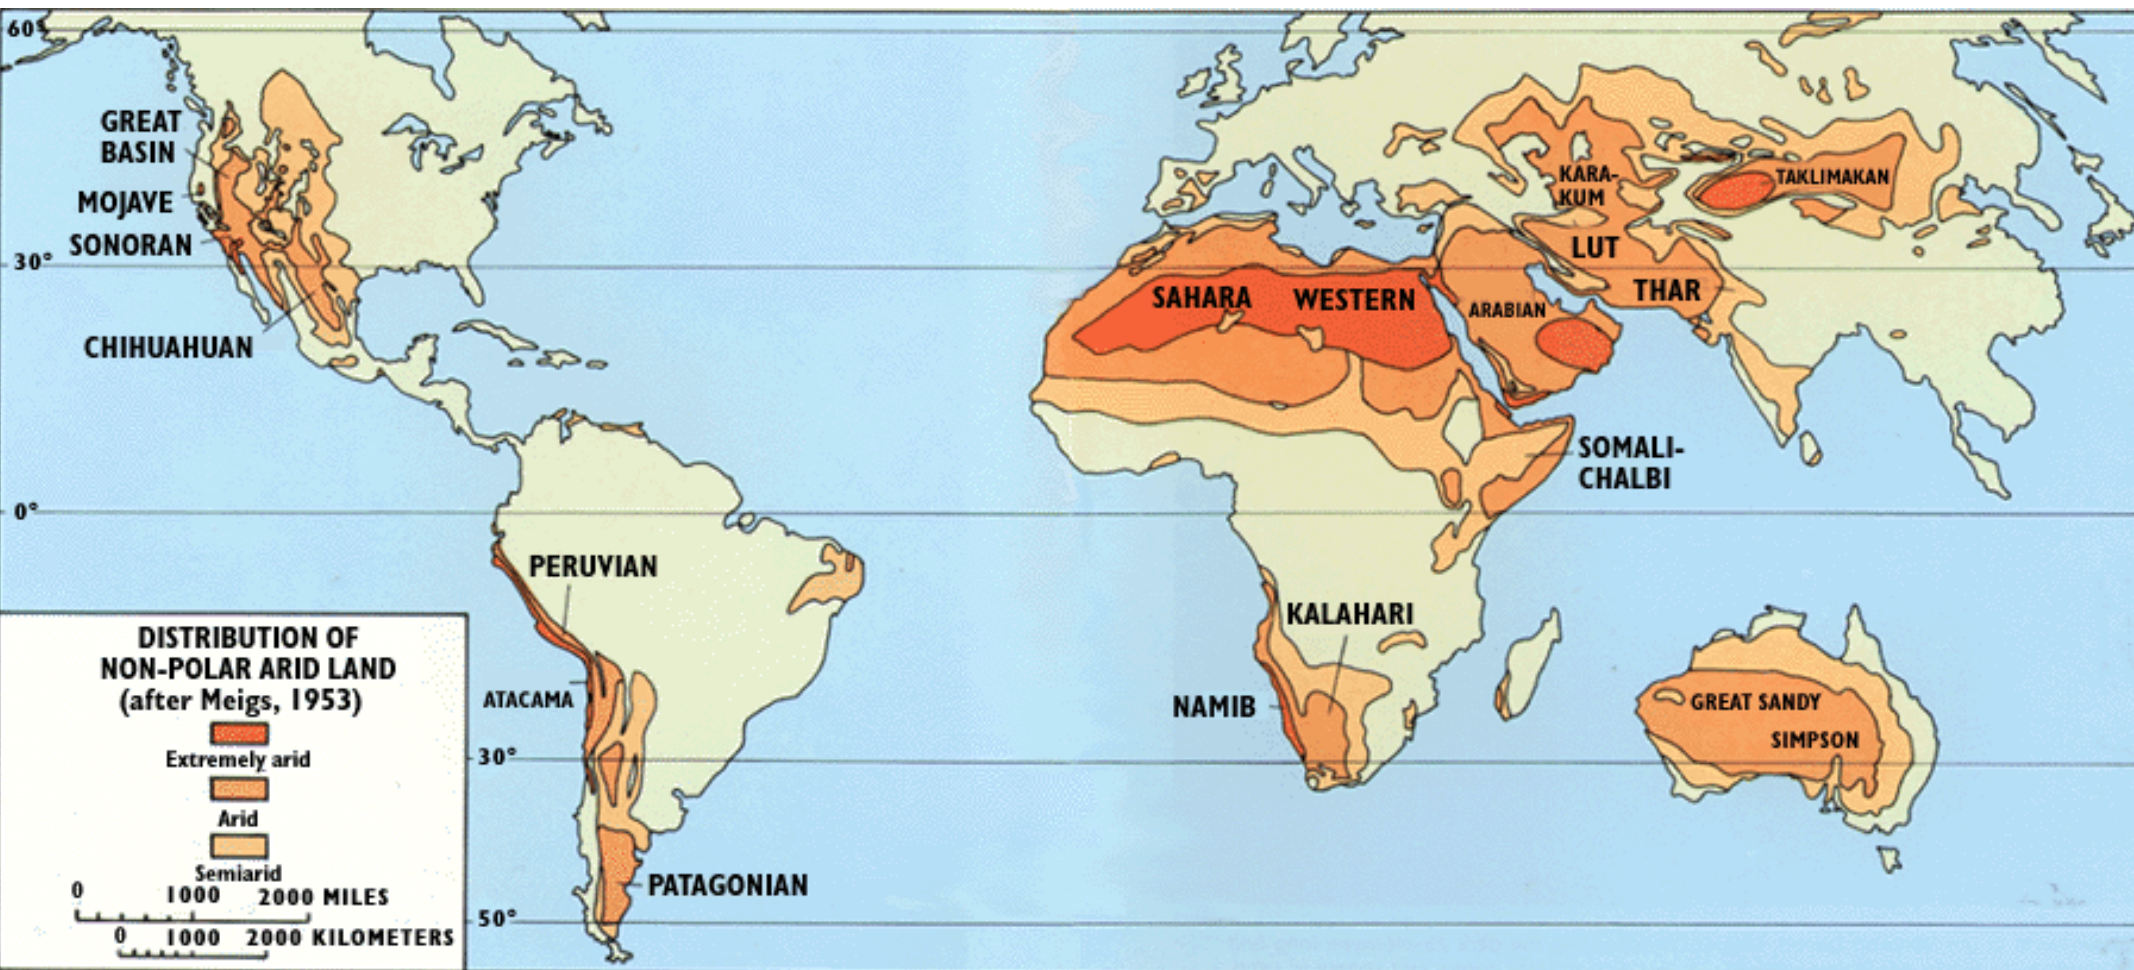 60°
GREAT
BASIN
MOJAVE
SONORAN
30°
CHIHUAHUAN
KARA-
KUM
TAKLIMAKAN
LUT
THAR
SAHARA
WESTERN
ARABIAN
SOMALI-
CHALBI
0°
PERUVIAN
KALAHARI
ATACAMA
NAMIB
GREAT SANDY
SIMPSON
30°
PATAGONIAN
50°
DISTRIBUTION OF
NON-POLAR ARID LAND
(after Meigs, 1953)
Extremely arid
Arid
Semiarid
0 1000 2000 MILES
0 1000 2000 KILOMETERS